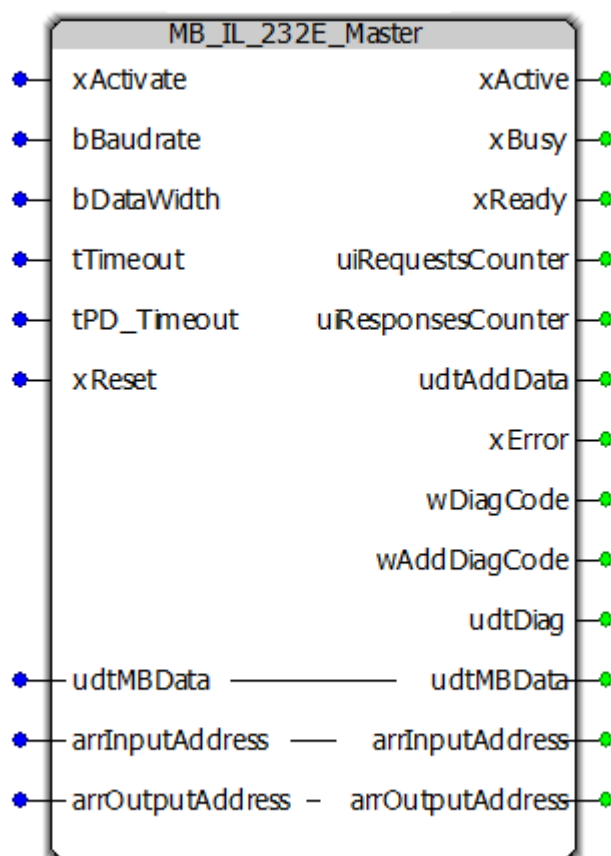 MB_IL_232E_Master
xActivate xActive
bBaudrate xBusy
bDataWidth xReady
tTimeout uiRequestsCounter
tPD_Timeout uiResponsesCounter
xReset udtAddData
xError
wDiagCode
wAddDiagCode
udtDiag
udtMBData udtMBData
arrInputAddress arrInputAddress
arrOutputAddress arrOutputAddress